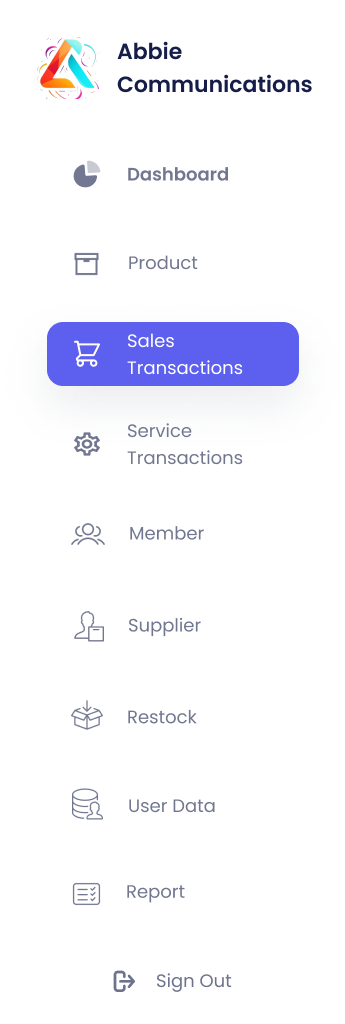 Abbie
Communications
Dashboard
Product
Sales
Transactions
Service
Transactions
Member
Supplier
Restock
User Data
Report
Sign Out